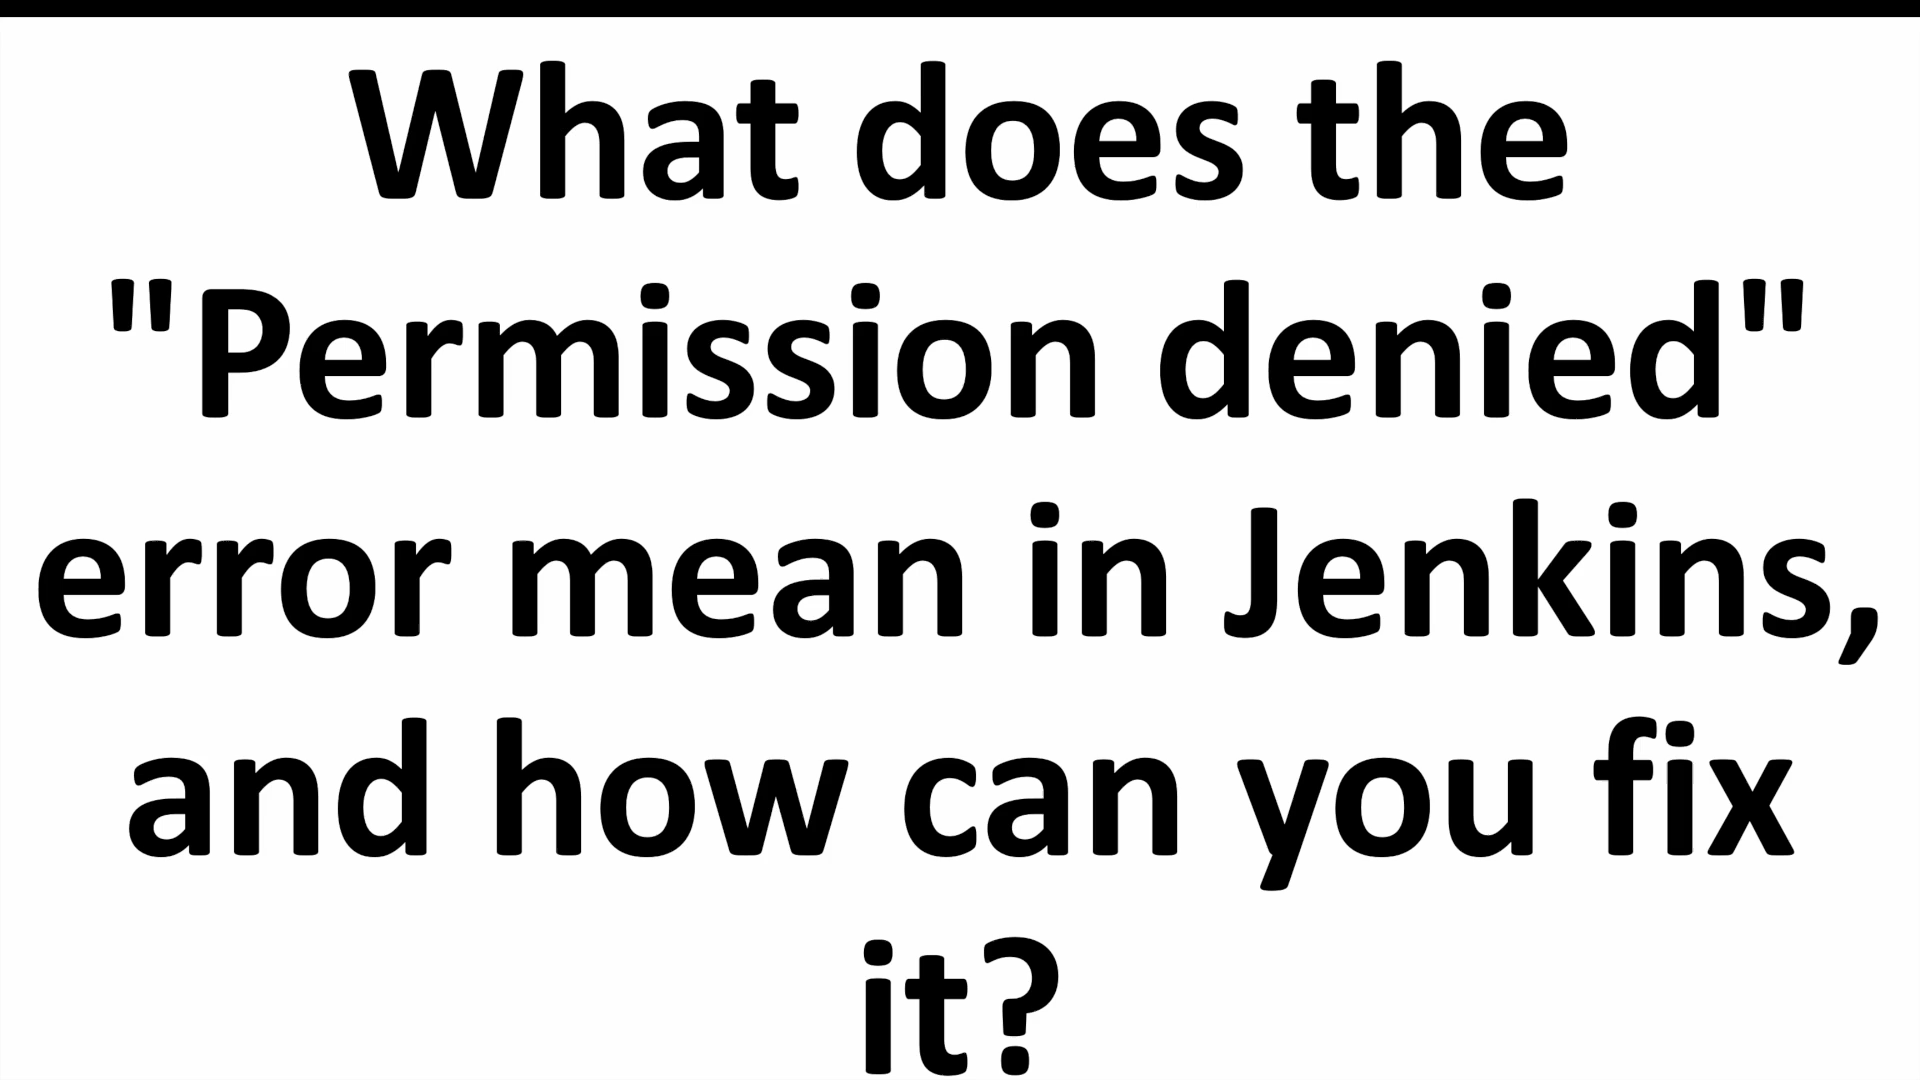 What does the
"Permission denied"
error mean in Jenkins,
and how can you fix
it?